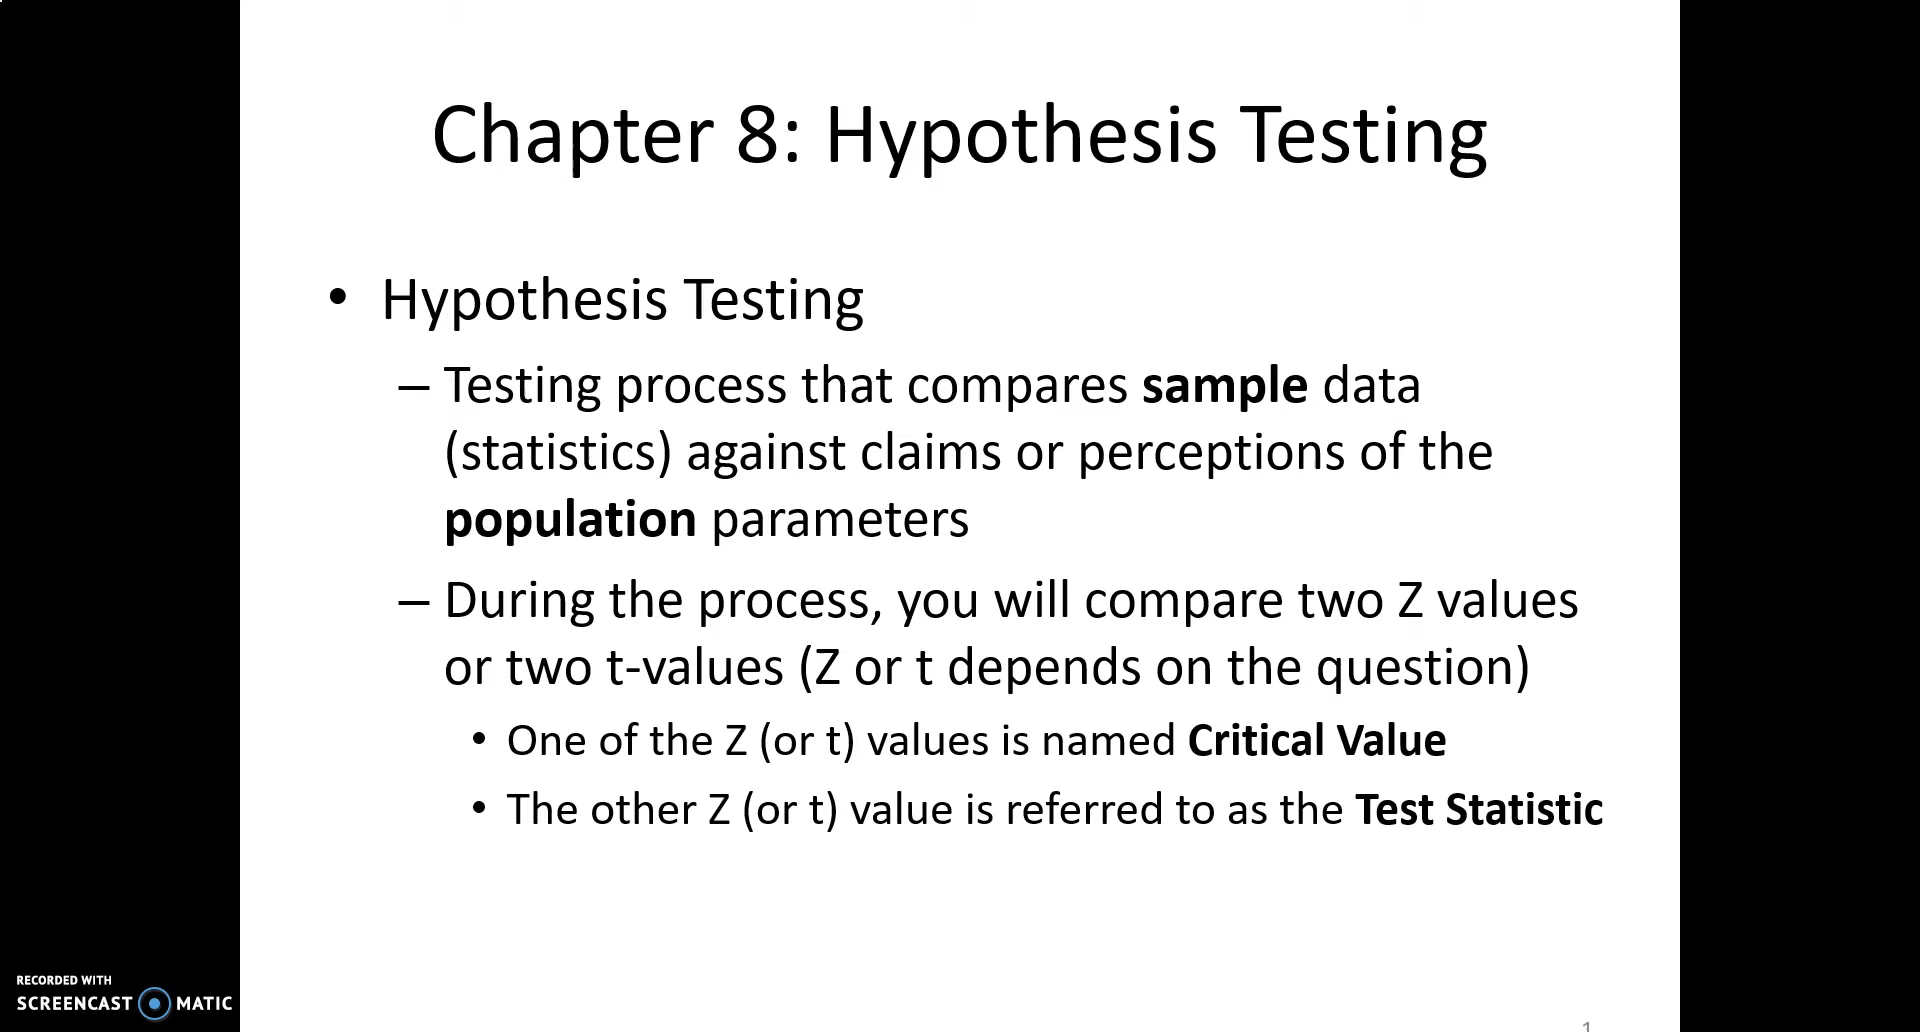 Chapter 8: Hypothesis Testing
• Hypothesis Testing
– Testing process that compares sample data
(statistics) against claims or perceptions of the
population parameters
– During the process, you will compare two Z values
or two t-values (Z or t depends on the question)
• One of the Z (or t) values is named Critical Value
• The other Z (or t) value is referred to as the Test Statistic
RECORDED WITH
SCREENCAST MATIC
1